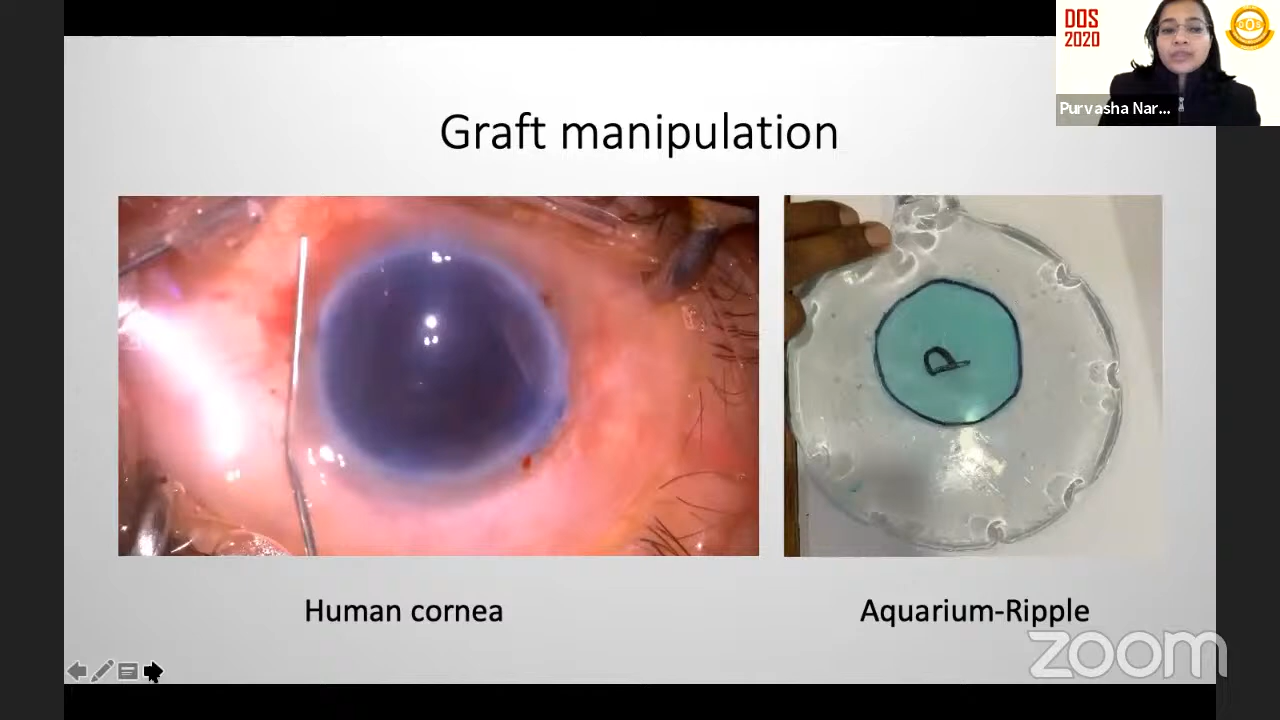 DOS
2020
Purvasha Nar...
Graft manipulation
P
Human cornea
Aquarium-Ripple
zoom